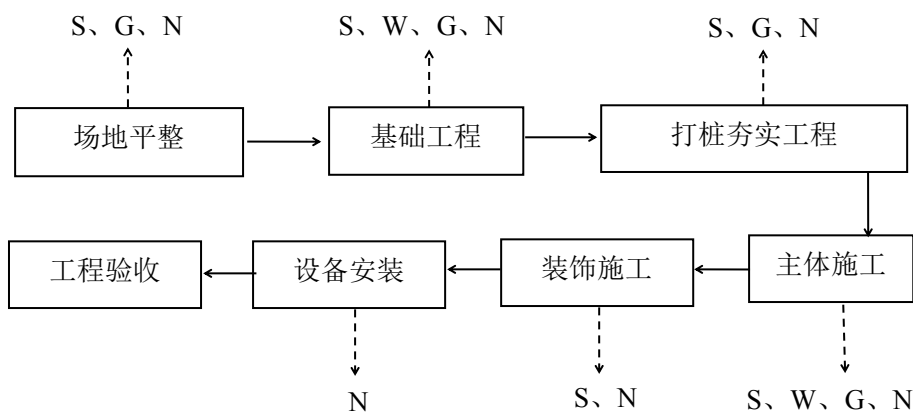 S、G、N
S、W、G、N
S、G、N
场地平整
基础工程
打桩夯实工程
工程验收
设备安装
装饰施工
主体施工
N
S、N
S、W、G、N